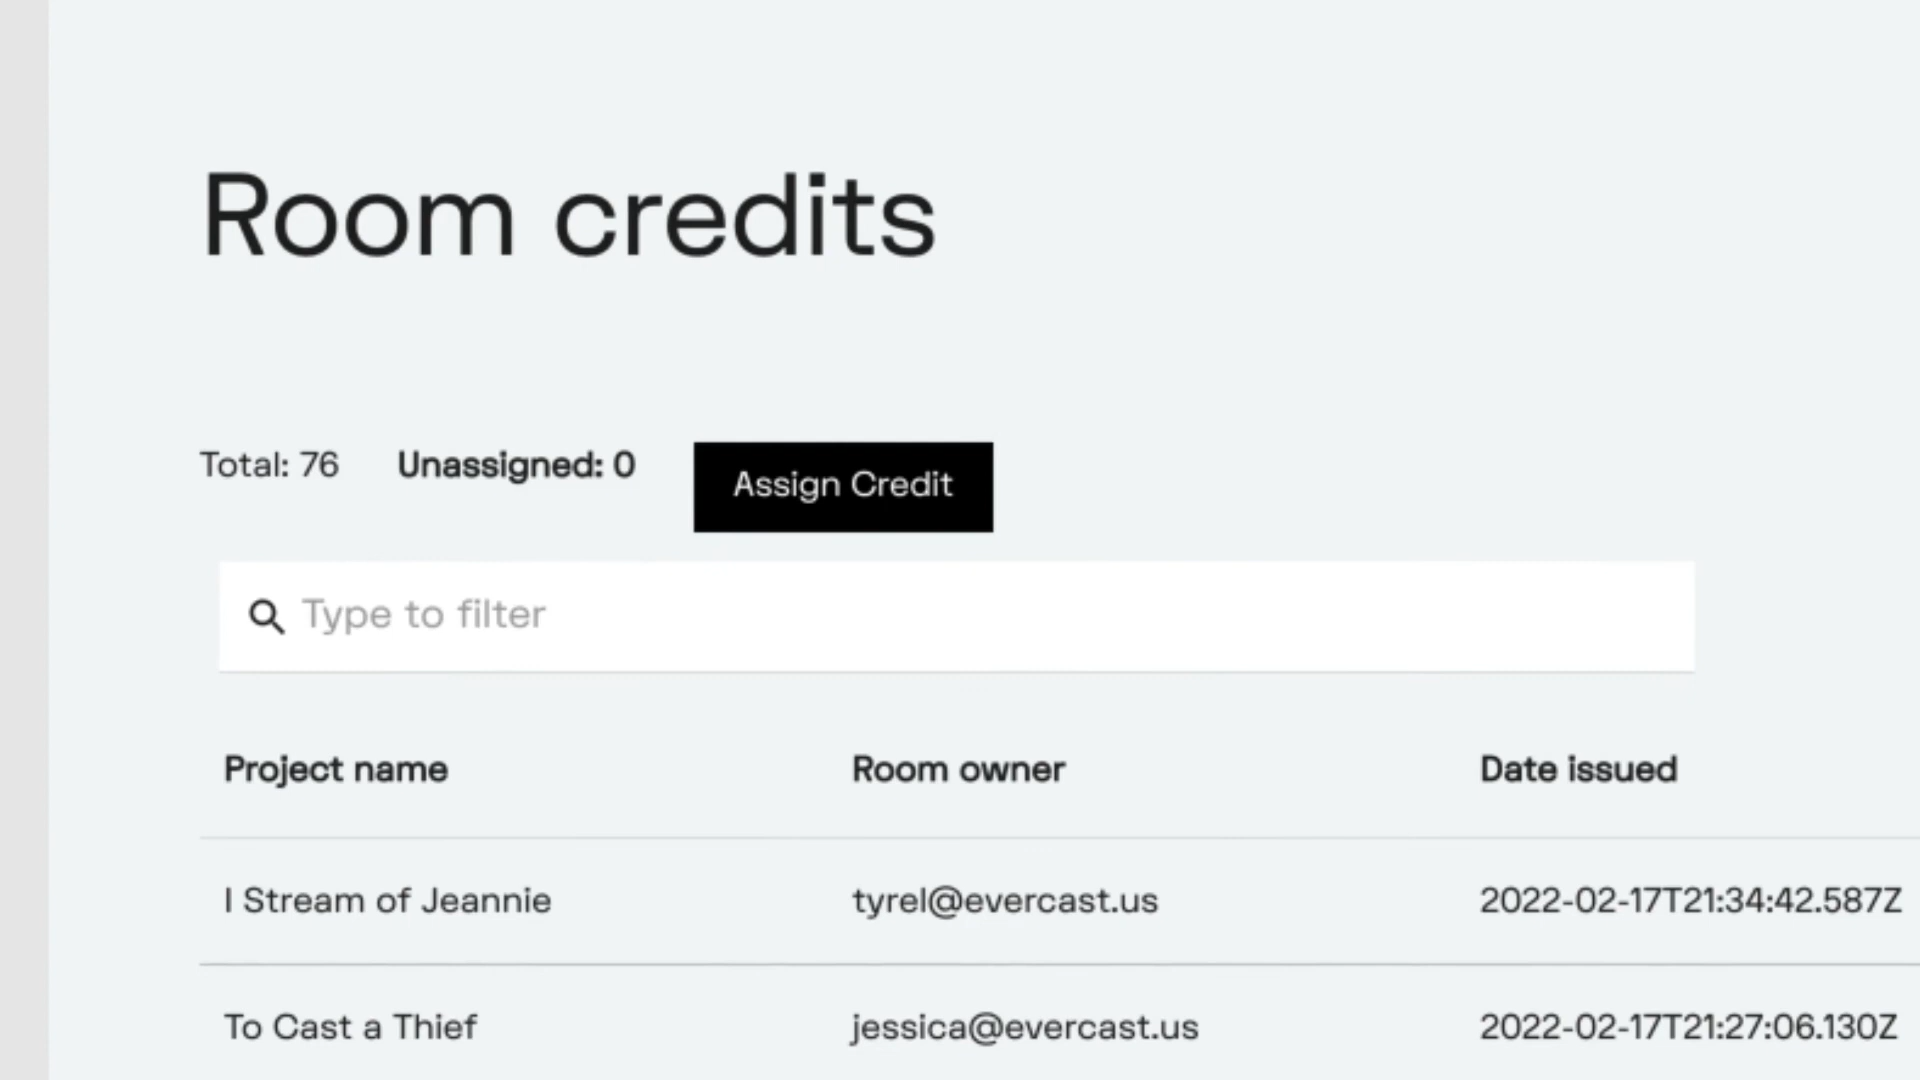 Room credits
Total: 76 Unassigned: 0 Assign Credit
Type to filter
Project name Room owner Date issued
I Stream of Jeannie tyrel@evercast.us 2022-02-17T21:34:42.587Z
To Cast a Thief jessica@evercast.us 2022-02-17T21:27:06.130Z